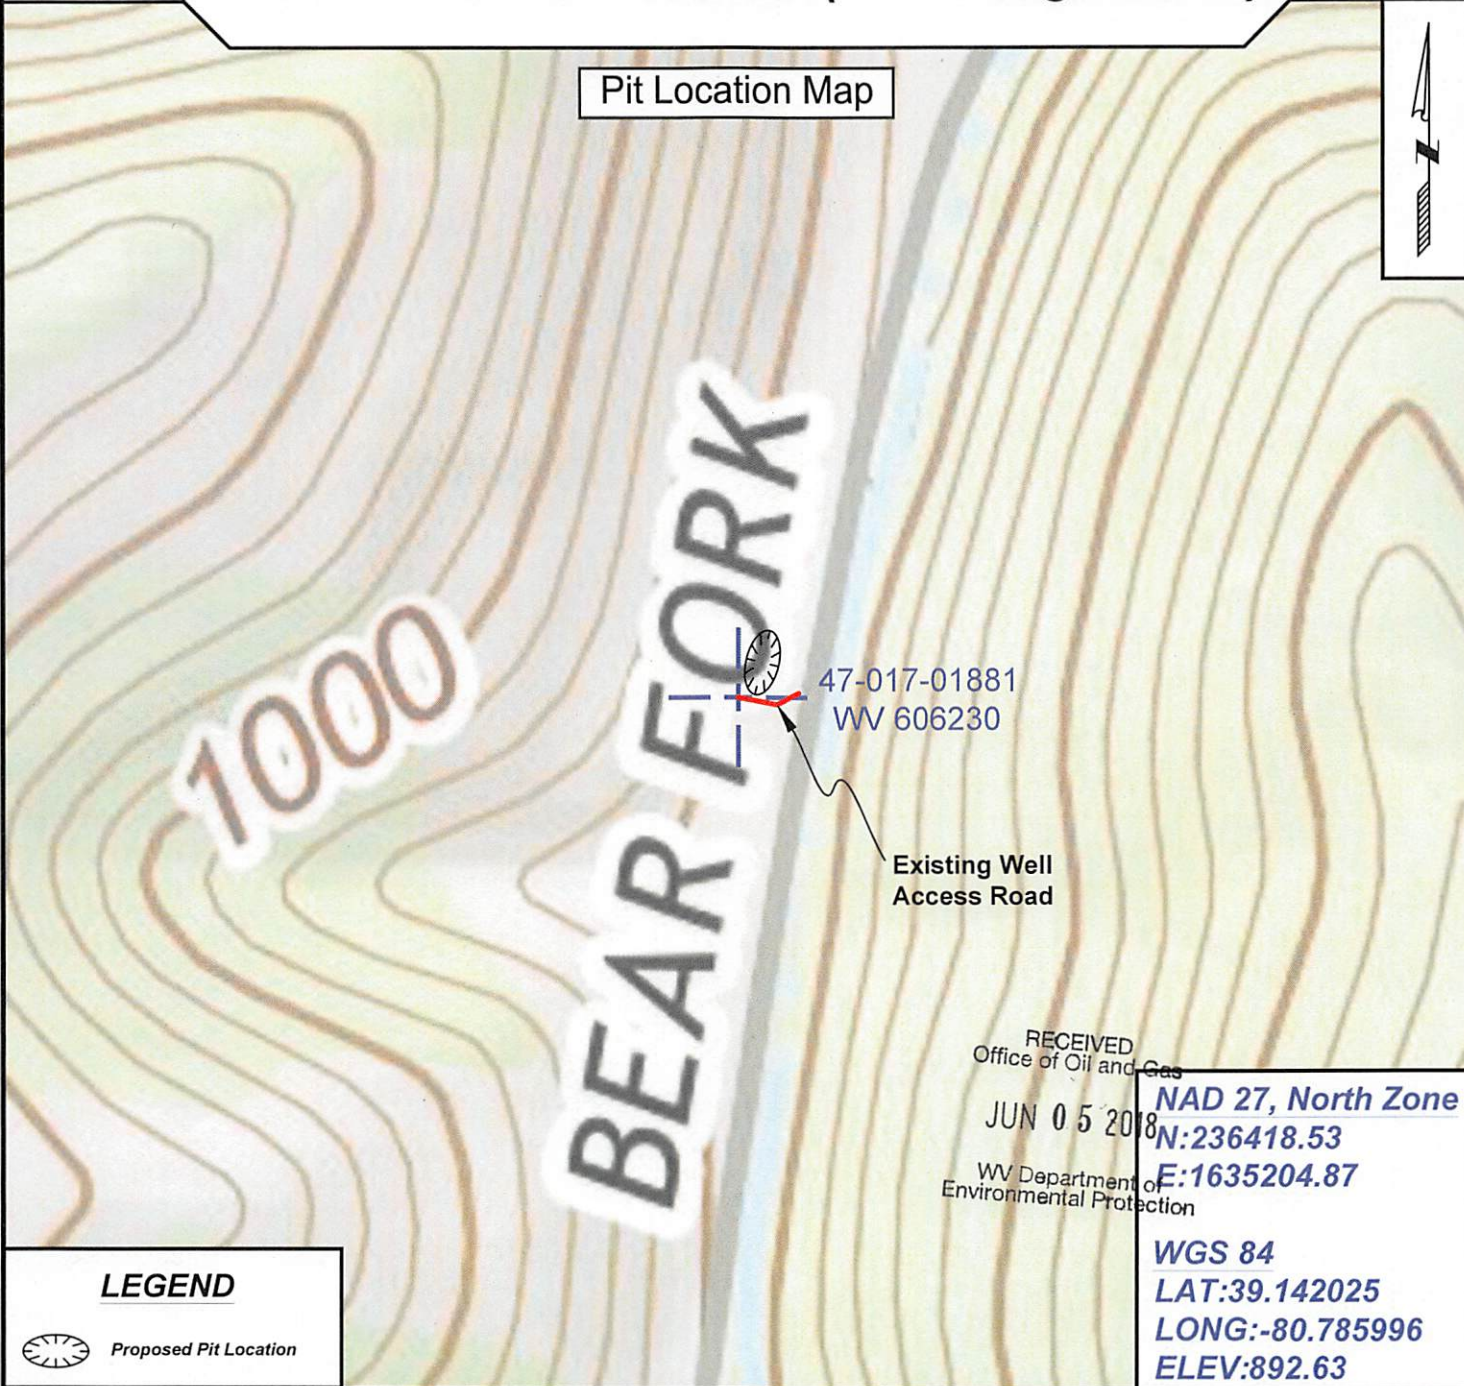 Pit Location Map
BEAR FORK
1000
47-017-01881
WV 606230
Existing Well
Access Road
RECEIVED
Office of Oil and Gas
JUN 05 2018
WV Department of
Environmental Protection
NAD 27, North Zone
N:236418.53
E:1635204.87
WGS 84
LAT:39.142025
LONG:-80.785996
ELEV:892.63
LEGEND
Proposed Pit Location